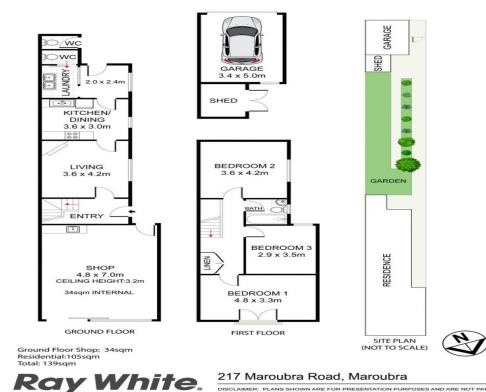 WC
WC
LAUNDRY
2.0 x 2.4m
KITCHEN/
DINING
3.6 x 3.0m
LIVING
3.6 x 4.2m
ENTRY
SHOP
4.8 x 7.0m
CEILING HEIGHT:3.2m
34sqm INTERNAL
GROUND FLOOR
GARAGE
3.4 x 5.0m
SHED
BEDROOM 2
3.6 x 4.2m
BATH
LINEN
BEDROOM 3
2.9 x 3.5m
BEDROOM 1
4.8 x 3.3m
FIRST FLOOR
GARAGE
SHED
GARDEN
RESIDENCE
SITE PLAN
(NOT TO SCALE)
N
Ground Floor Shop: 34sqm
Residential:105sqm
Total: 139sqm
Ray White.
217 Maroubra Road, Maroubra
DISCLAIMER: PLANS SHOWN ARE FOR PRESENTATION PURPOSES AND ARE NOT PA